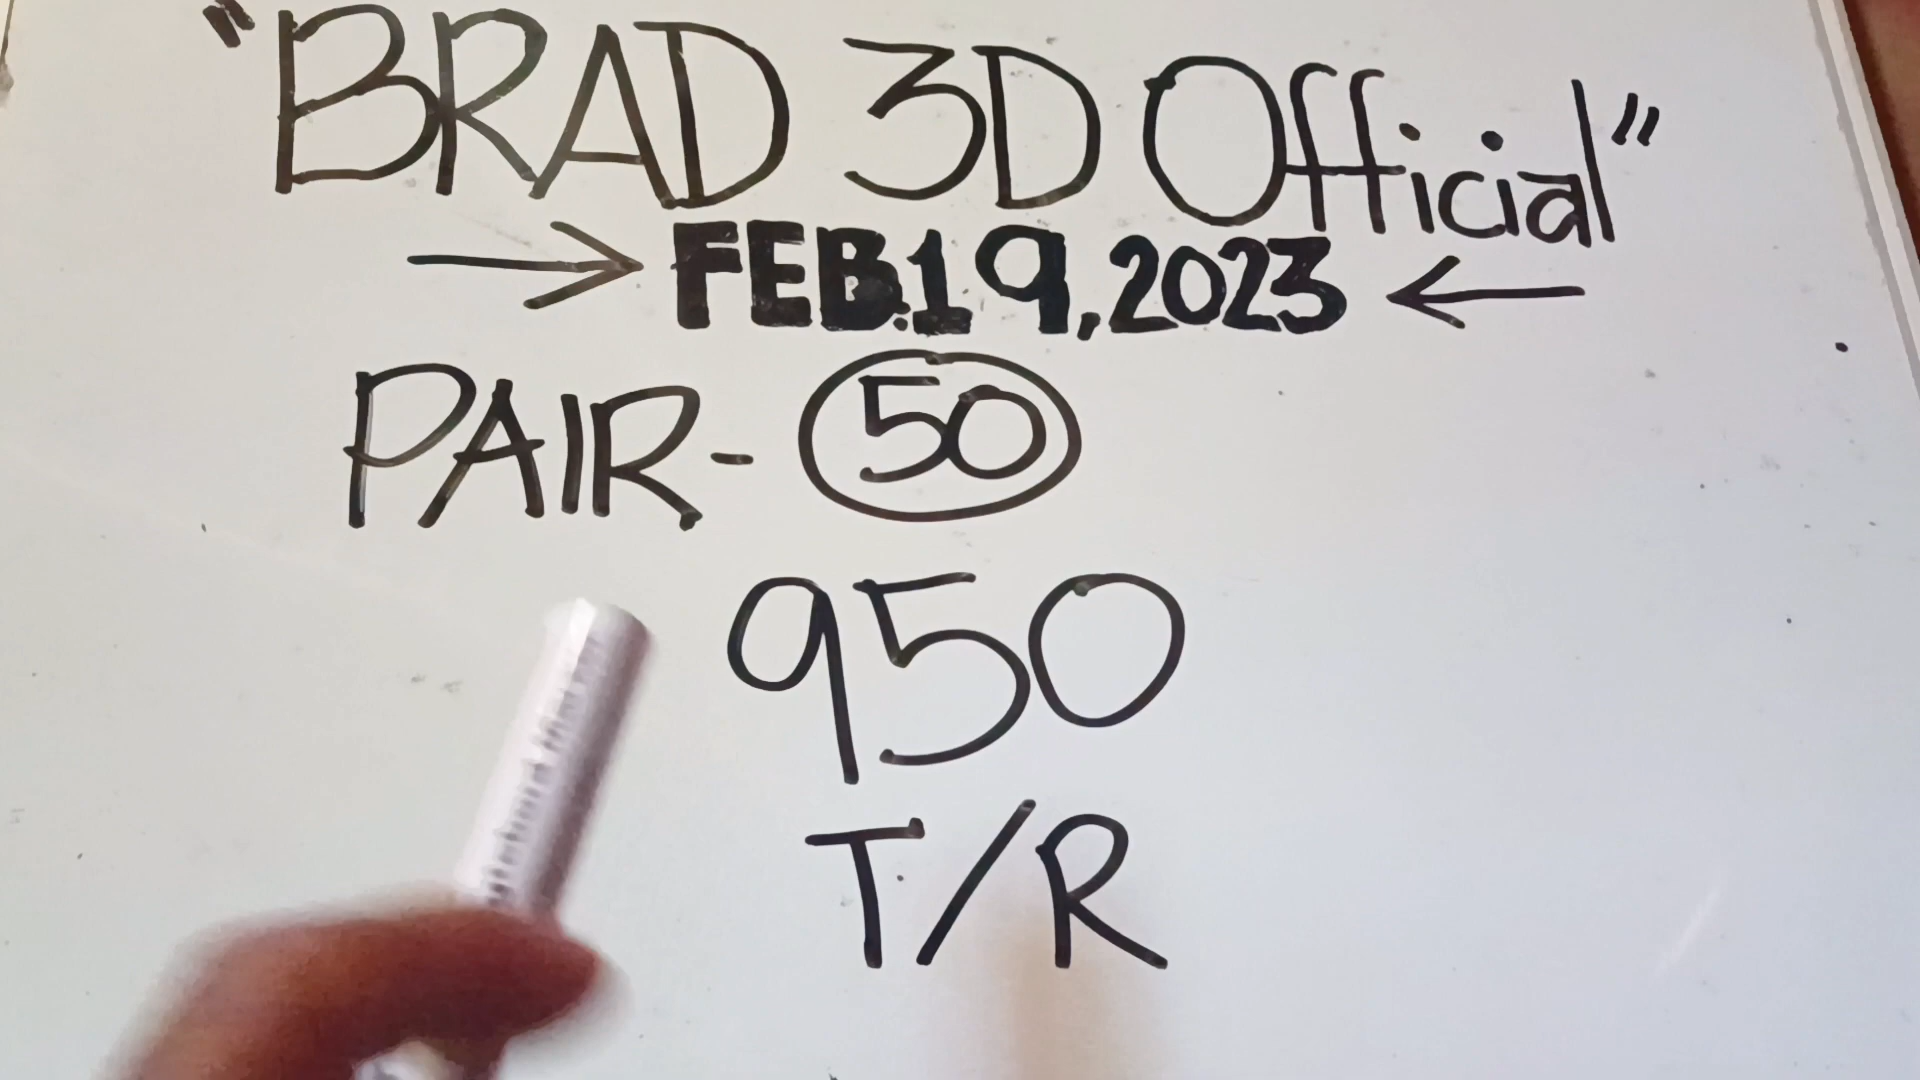 "BRAD 3D Official"
→ FEB.19,2023 ←
PAIR- 50
950
T/R